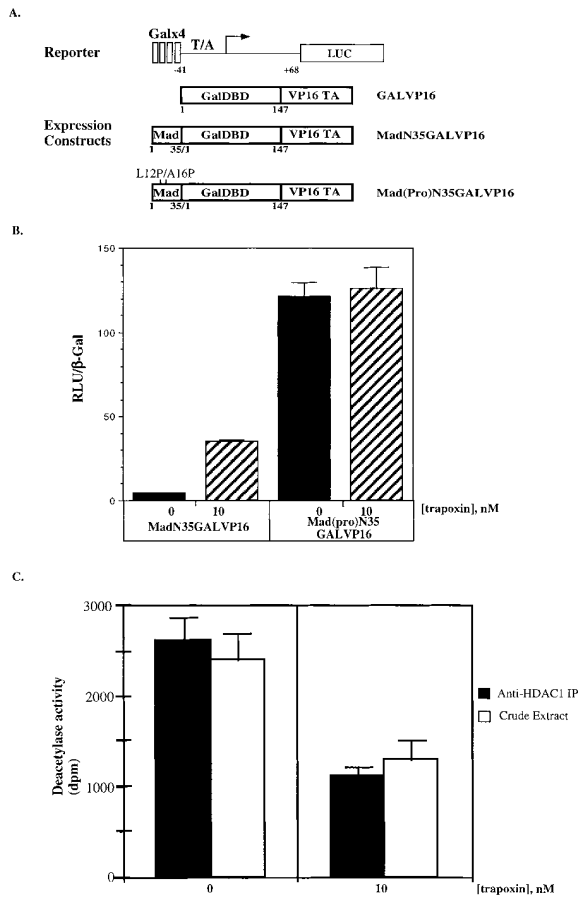 A.
Galx4
T/A
Reporter
LUC
-41
+68
GalDBD
VP16 TA
GALVP16
1
147
Expression
Constructs
Mad
GalDBD
VP16 TA
MadN35GALVP16
1
35/1
147
L12P/A16P
Mad
GalDBD
VP16 TA
Mad(Pro)N35GALVP16
1
35/1
147
B.
RLU/β-Gal
150
100
50
0
0
10
0
10
[trapoxin], nM
MadN35GALVP16
Mad(pro)N35
GALVP16
C.
Deacetylase activity
(dpm)
3000
2000
1000
0
Anti-HDAC1 IP
Crude Extract
0
10
[trapoxin], nM